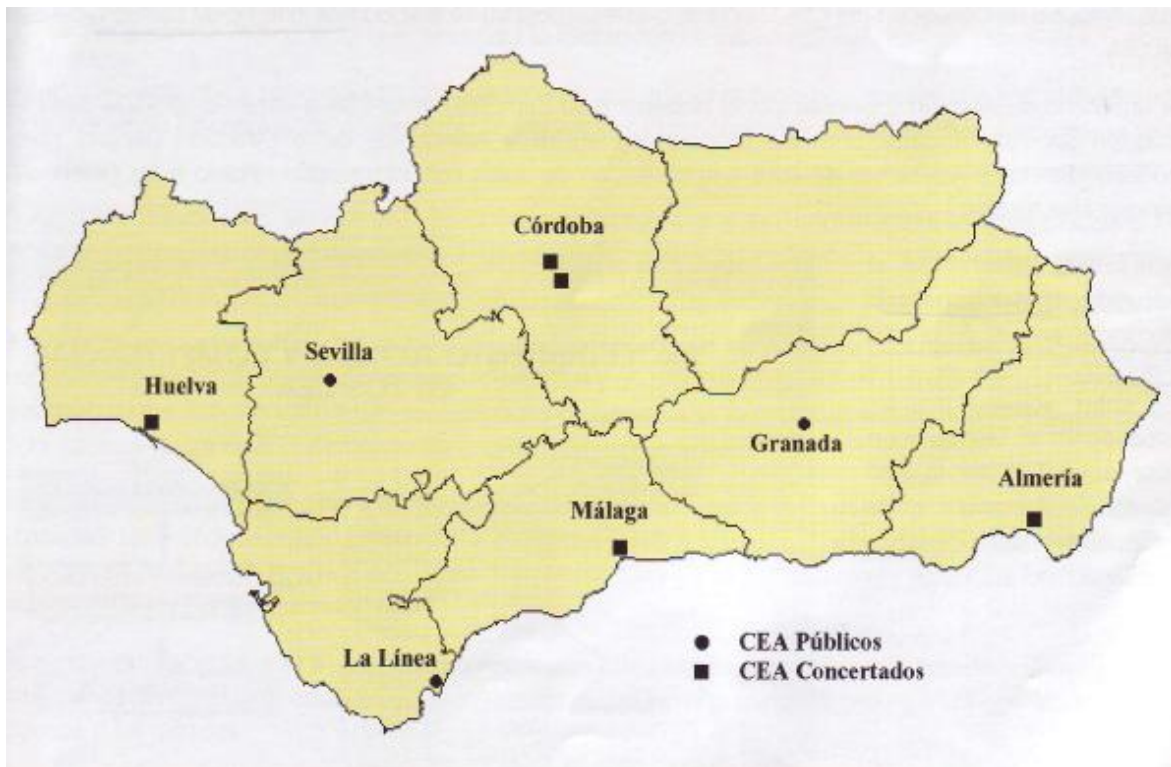 Córdoba
Sevilla
Huelva
Granada
Almería
Málaga
La Línea
CEA Públicos
CEA Concertados